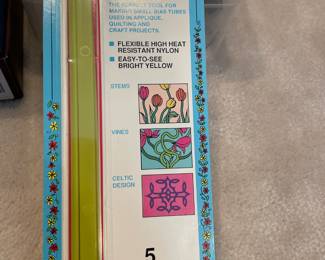 THE PERFECT TOOL FOR
MAKING SMALL BIAS TUBES
USED IN APPLIQUE,
QUILTING AND
CRAFT PROJECTS.
■ FLEXIBLE HIGH HEAT
RESISTANT NYLON
■ EASY-TO-SEE
BRIGHT YELLOW
STEMS
VINES
CELTIC
DESIGN
5